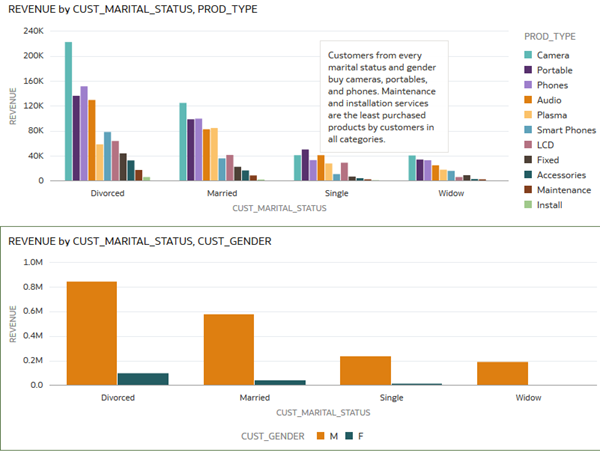 REVENUE by CUST_MARITAL_STATUS, PROD_TYPE
240K
200K
160K
120K
80K
40K
0
REVENUE
Customers from every
marital status and gender
buy cameras, portables,
and phones. Maintenance
and installation services
are the least purchased
products by customers in
all categories.
Divorced
Married
Single
Widow
CUST_MARITAL_STATUS
PROD_TYPE
Camera
Portable
Phones
Audio
Plasma
Smart Phones
LCD
Fixed
Accessories
Maintenance
Install
REVENUE by CUST_MARITAL_STATUS, CUST_GENDER
1.0M
0.8M
0.6M
0.4M
0.2M
0.0
REVENUE
Divorced
Married
Single
Widow
CUST_MARITAL_STATUS
CUST_GENDER M F